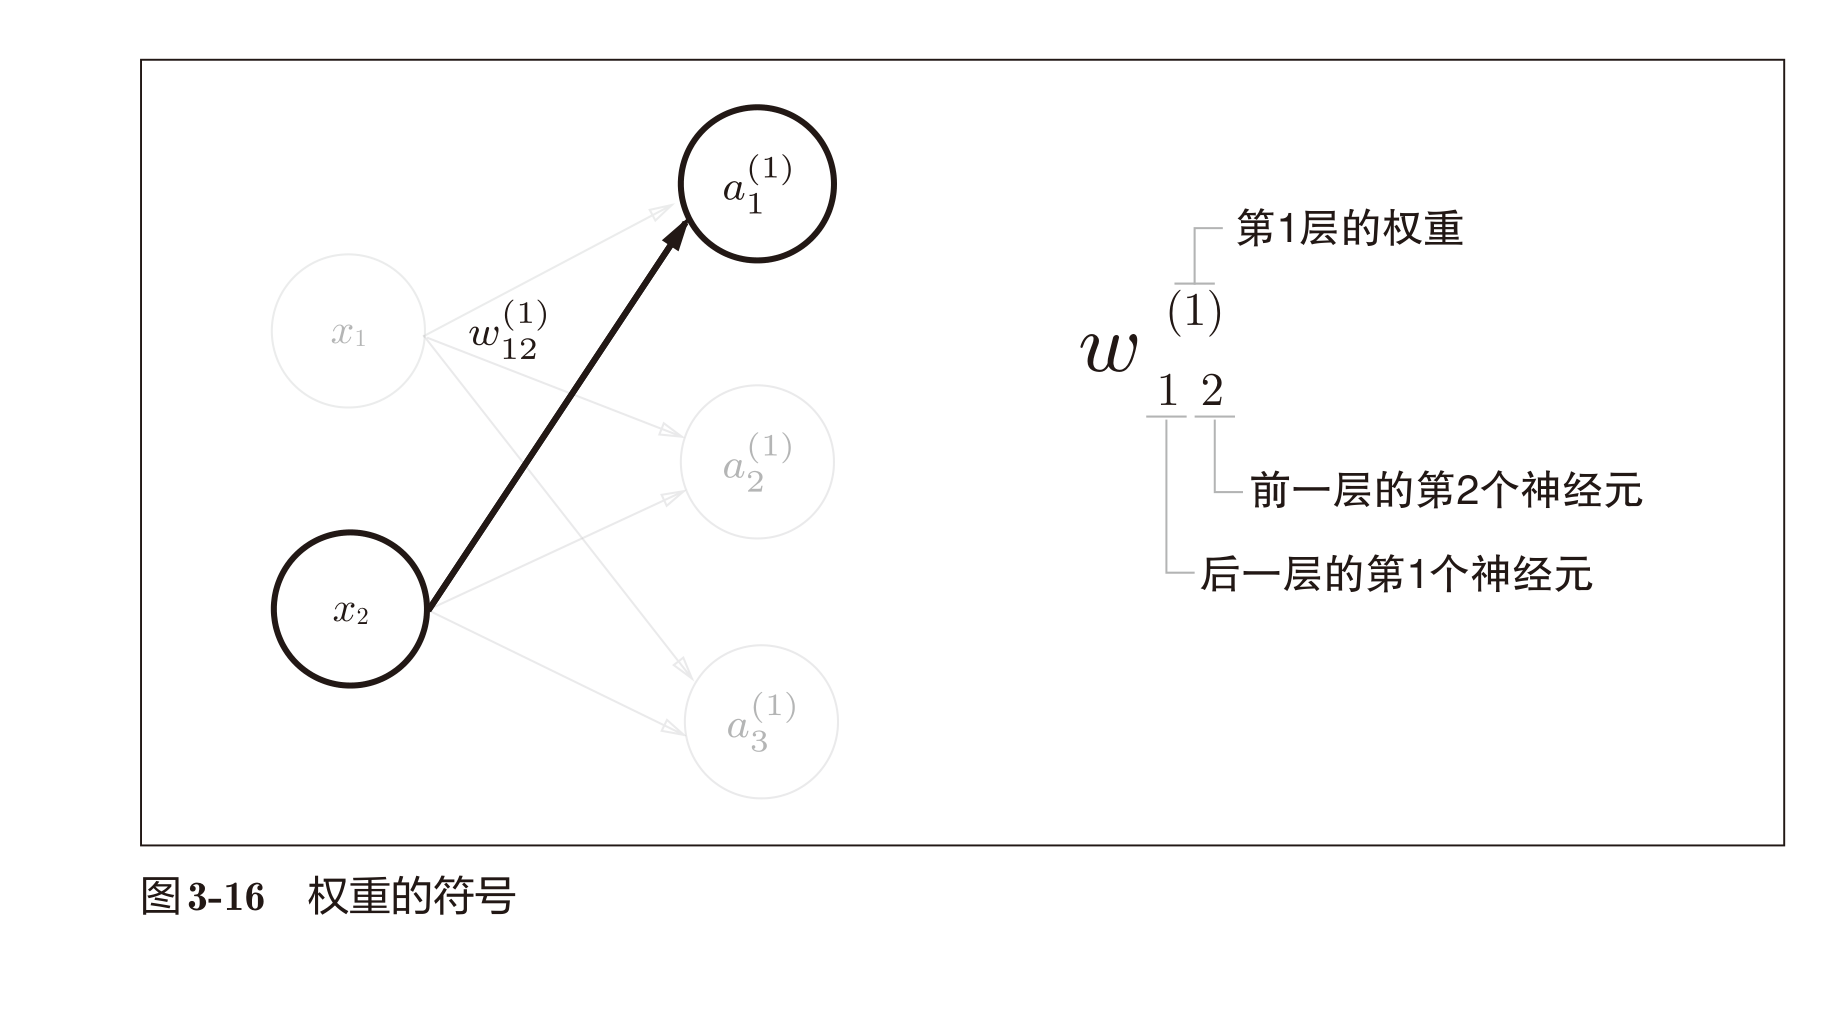 a_1^{(1)}
x_1
w_{12}^{(1)}
a_2^{(1)}
x_2
a_3^{(1)}
第1层的权重
w_{1 2}^{(1)}
前一层的第2个神经元
后一层的第1个神经元
图3-16 权重的符号